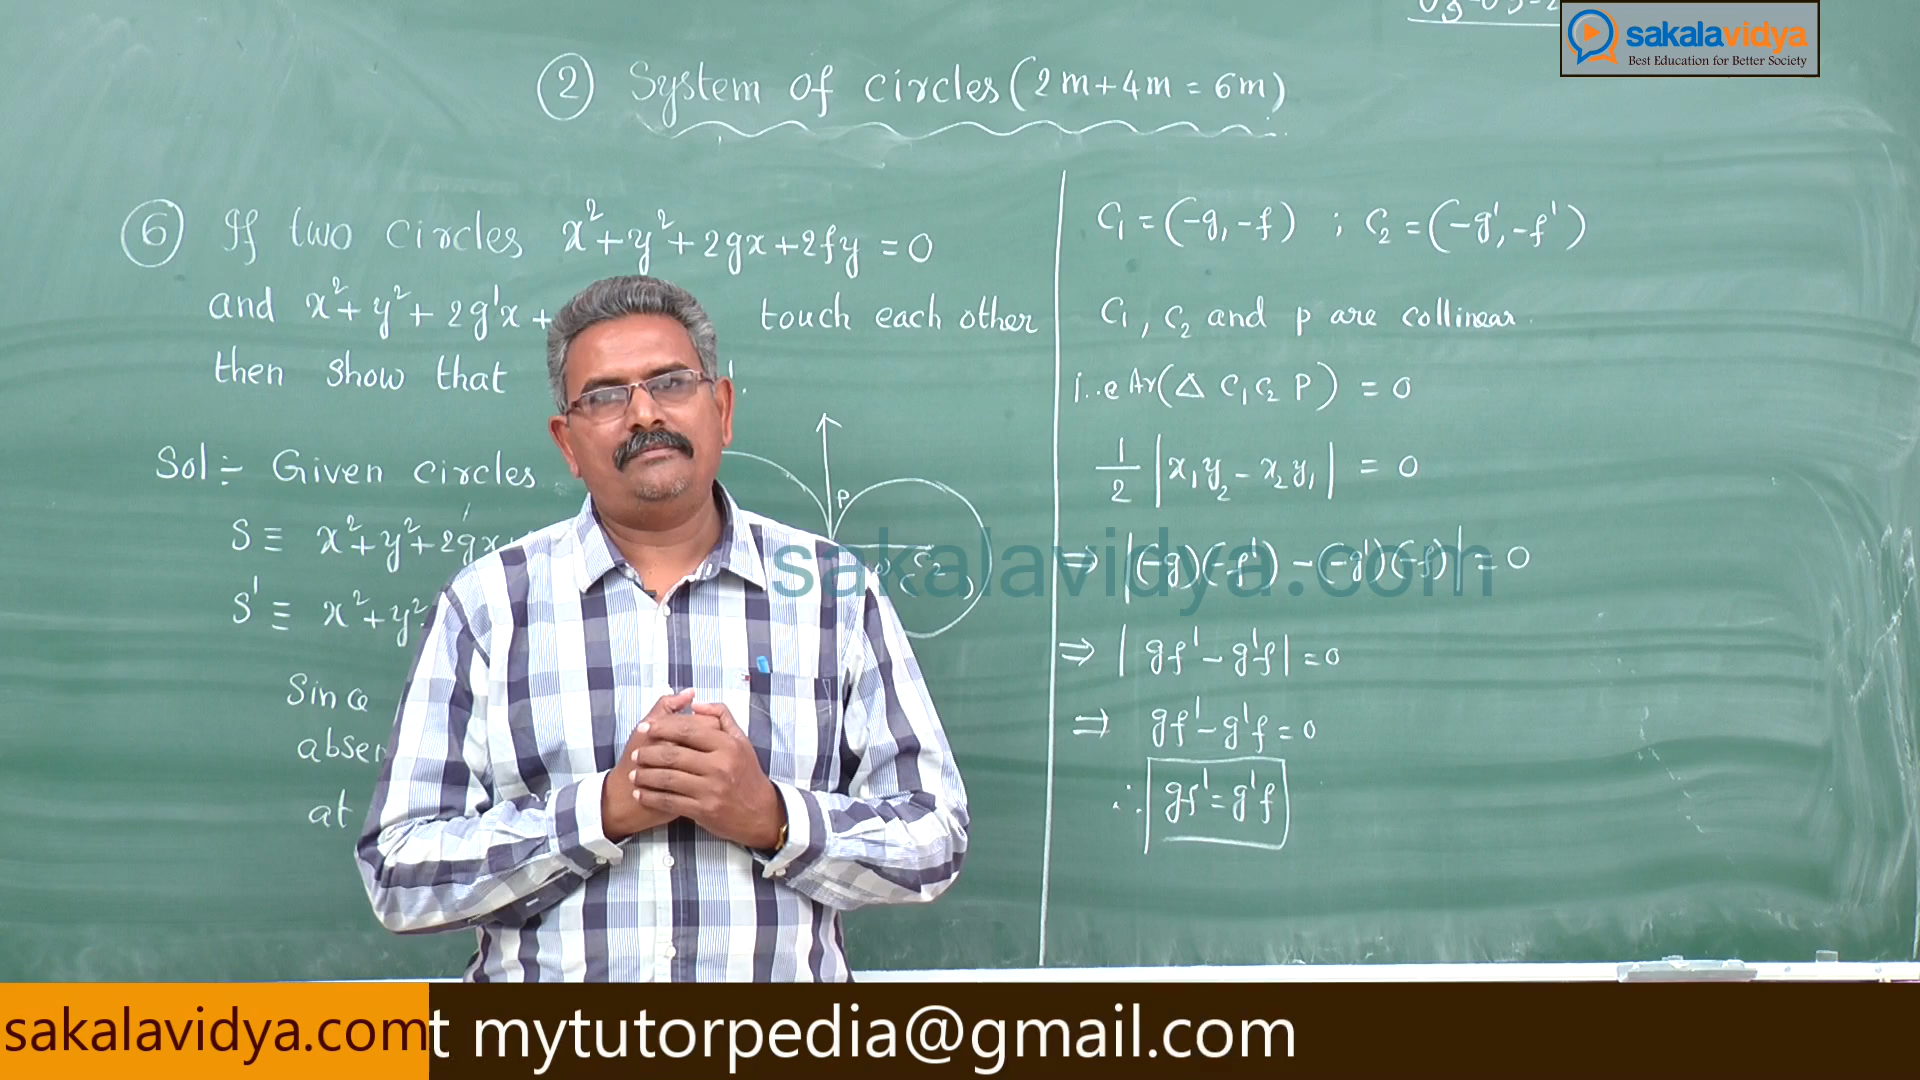 sakalavidya
Best Education for Better Society
② System of circles (2m+4m = 6m)
⑥ If two circles x²+y²+2gx+2fy = 0
and x²+y²+2g'x + touch each other
then show that
Sol:- Given circles
S ≡ x²+y²+2gx
S' ≡ x²+y²
Since
at
P
C₂
C₁ = (-g, -f) ; C₂ = (-g', -f')
C₁, C₂ and P are collinear.
i.e Ar(△ C₁C₂ P) = 0
1/2 |x₁y₂ - x₂y₁| = 0
⇒ |(-g)(-f') - (-g')(-f)| = 0
⇒ |gf' - g'f| = 0
⇒ gf' - g'f = 0
∴ gf' = g'f
sakalavidya.com
sakalavidya.com
mytutorpedia@gmail.com